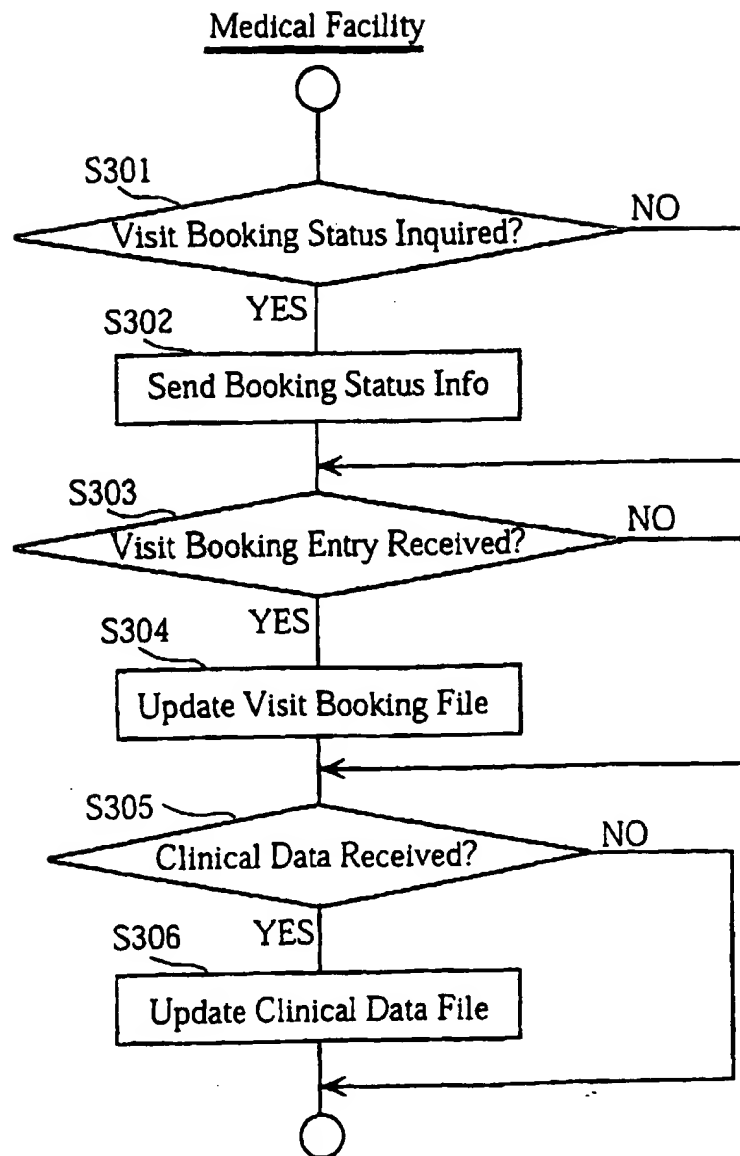 Medical Facility
S301
Visit Booking Status Inquired?
NO
YES
S302
Send Booking Status Info
S303
Visit Booking Entry Received?
NO
YES
S304
Update Visit Booking File
S305
Clinical Data Received?
NO
YES
S306
Update Clinical Data File